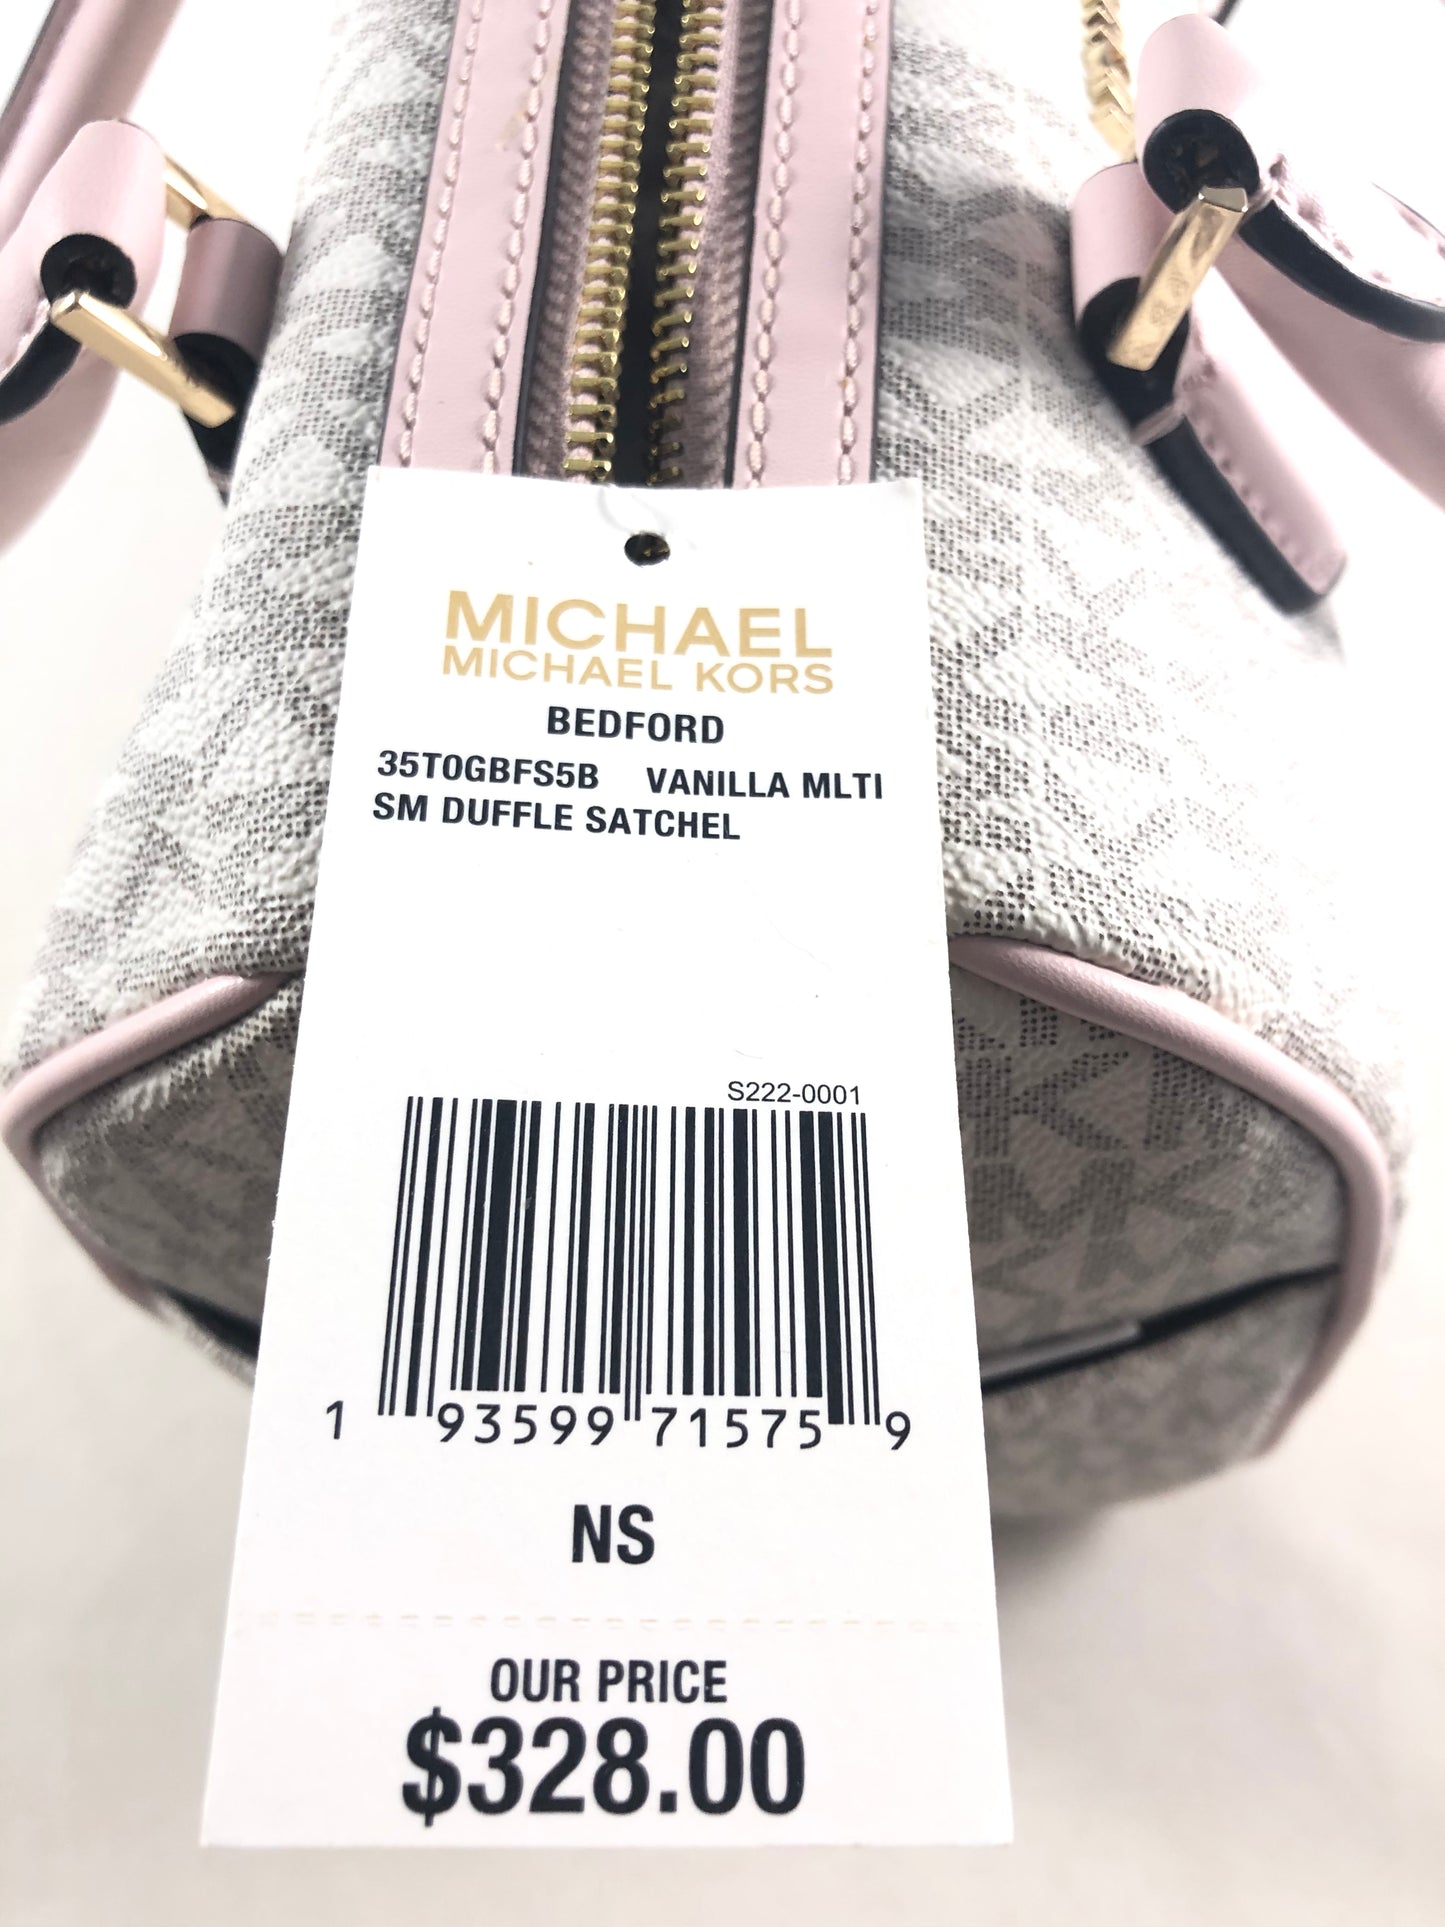 MICHAEL
MICHAEL KORS
BEDFORD
35T0GBFS5B VANILLA MLTI
SM DUFFLE SATCHEL
S222-0001
1 93599 71575 9
NS
OUR PRICE
$328.00